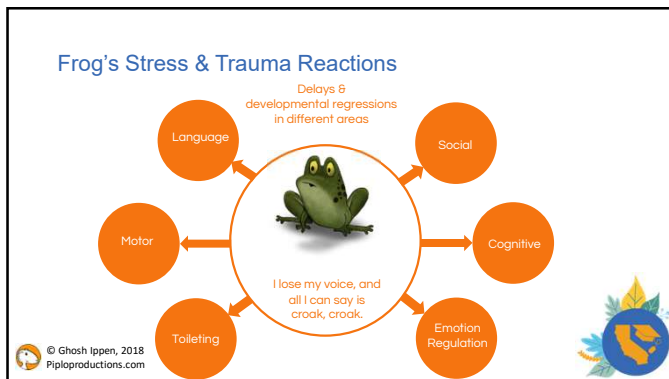 Frog's Stress & Trauma Reactions
Delays &
developmental regressions
in different areas
Language
Social
Motor
Cognitive
I lose my voice, and
all I can say is
croak, croak.
Toileting
Emotion
Regulation
© Ghosh Ippen, 2018
Piploproductions.com